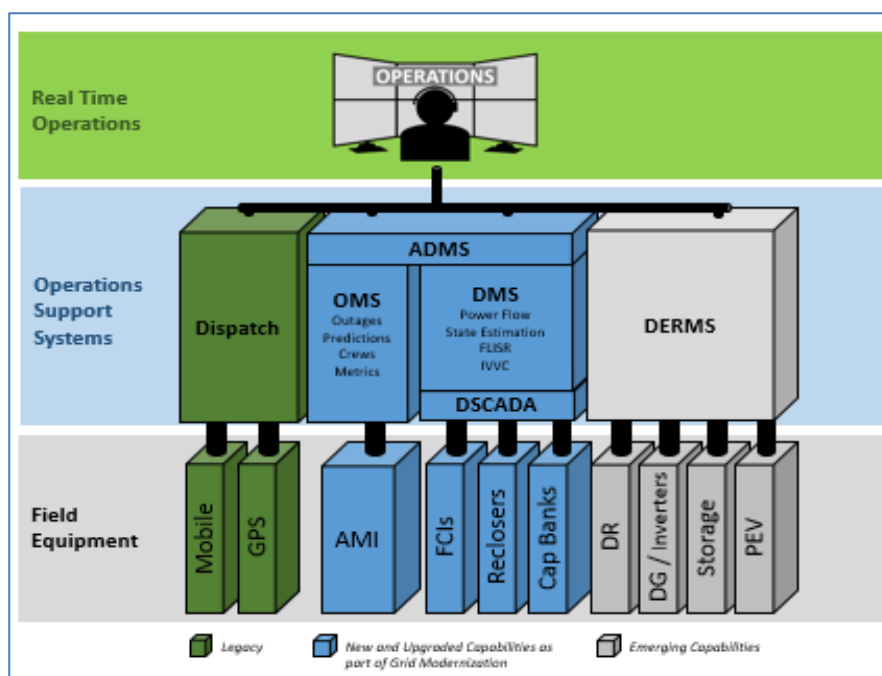 OPERATIONS
Real Time
Operations
Operations
Support
Systems
Dispatch
ADMS
OMS
Outages
Predictions
Crews
Metrics
DMS
Power Flow
State Estimation
FLISR
IVVC
DSCADA
DERMS
Field
Equipment
Mobile
GPS
AMI
FCIs
Reclosers
Cap Banks
DR
DG / Inverters
Storage
PEV
Legacy
New and Upgraded Capabilities as
part of Grid Modernization
Emerging Capabilities